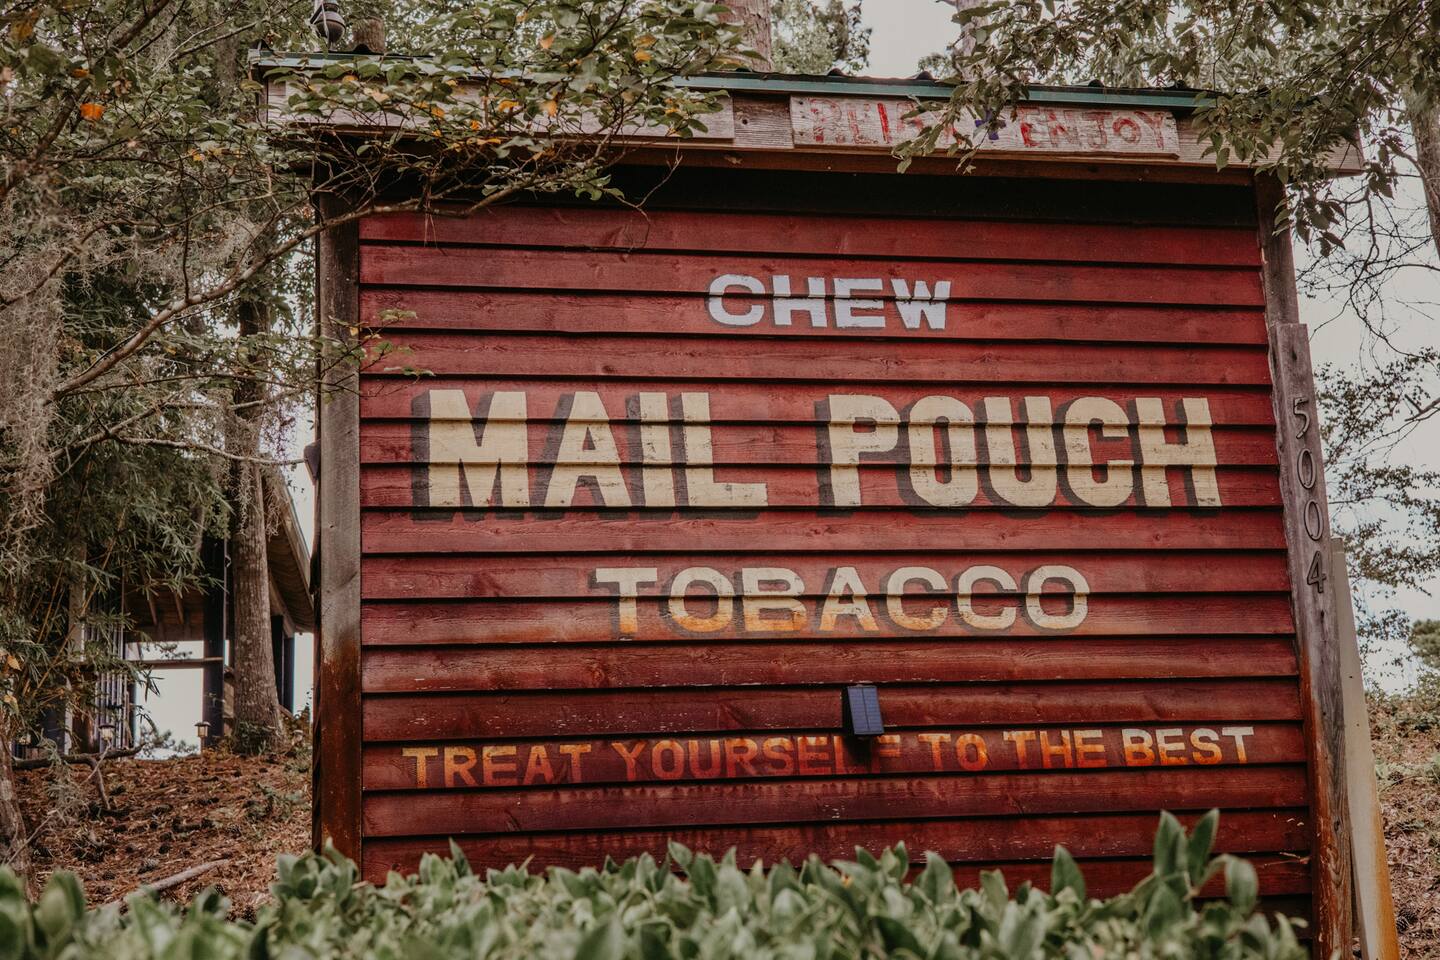 ENJOY
CHEW
MAIL POUCH
TOBACCO
TREAT YOURSELF TO THE BEST
5004